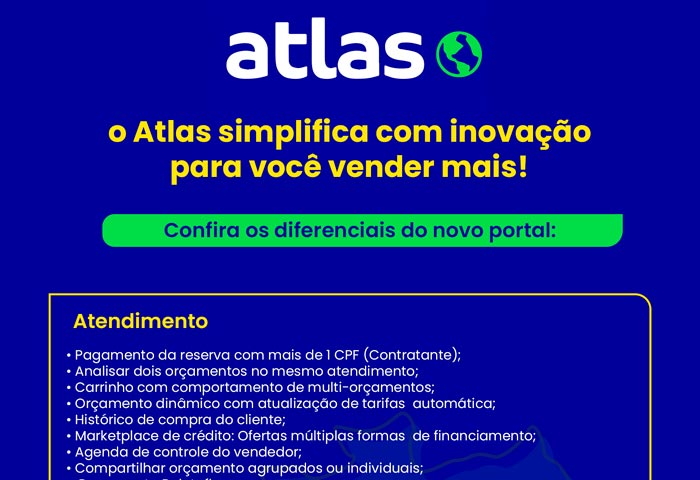 atlas
o Atlas simplifica com inovação
para você vender mais!
Confira os diferenciais do novo portal:
Atendimento
• Pagamento da reserva com mais de 1 CPF (Contratante);
• Analisar dois orçamentos no mesmo atendimento;
• Carrinho com comportamento de multi-orçamentos;
• Orçamento dinâmico com atualização de tarifas automática;
• Histórico de compra do cliente;
• Marketplace de crédito: Ofertas múltiplas formas de financiamento;
• Agenda de controle do vendedor;
• Compartilhar orçamento agrupados ou individuais;